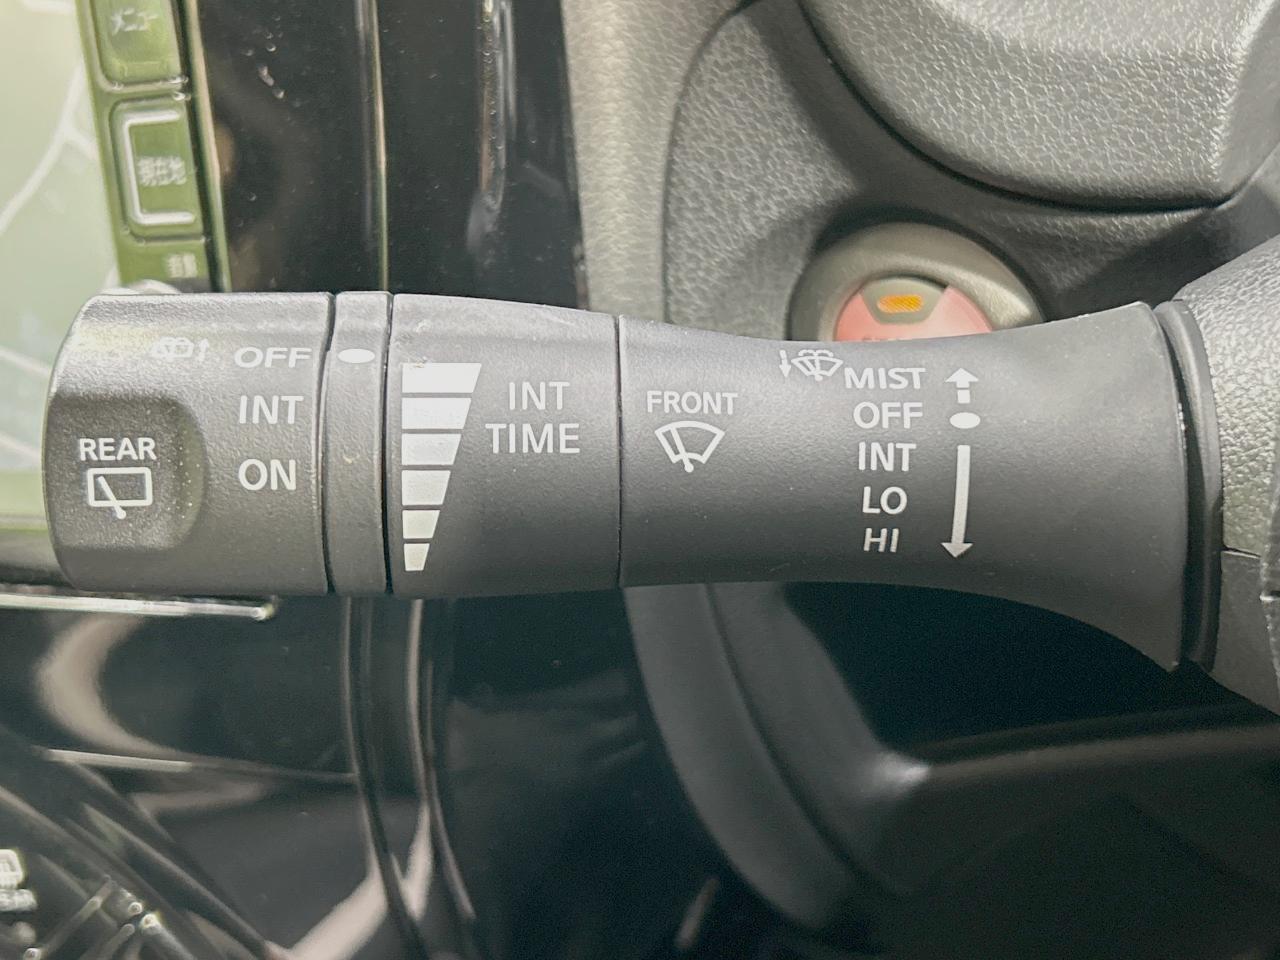 メニュー
現在地
OFF
INT
ON
REAR
INT
TIME
FRONT
MIST
OFF
INT
LO
HI